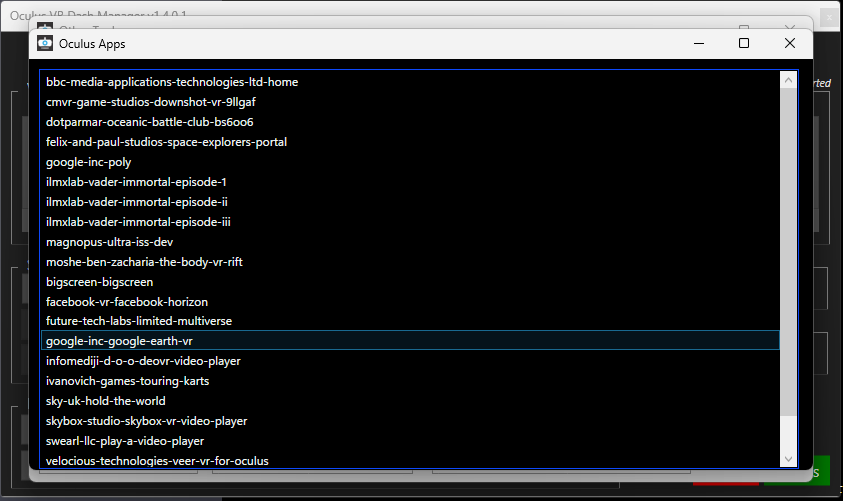 Oculus VR Dash Manager v1.4.0.1
Oculus Apps
rted
bbc-media-applications-technologies-ltd-home
cmvr-game-studios-downshot-vr-9llgaf
dotparmar-oceanic-battle-club-bs6oo6
felix-and-paul-studios-space-explorers-portal
google-inc-poly
ilmxlab-vader-immortal-episode-1
ilmxlab-vader-immortal-episode-ii
ilmxlab-vader-immortal-episode-iii
magnopus-ultra-iss-dev
moshe-ben-zacharia-the-body-vr-rift
bigscreen-bigscreen
facebook-vr-facebook-horizon
future-tech-labs-limited-multiverse
google-inc-google-earth-vr
infomediji-d-o-o-deovr-video-player
ivanovich-games-touring-karts
sky-uk-hold-the-world
skybox-studio-skybox-vr-video-player
swearl-llc-play-a-video-player
velocious-technologies-veer-vr-for-oculus